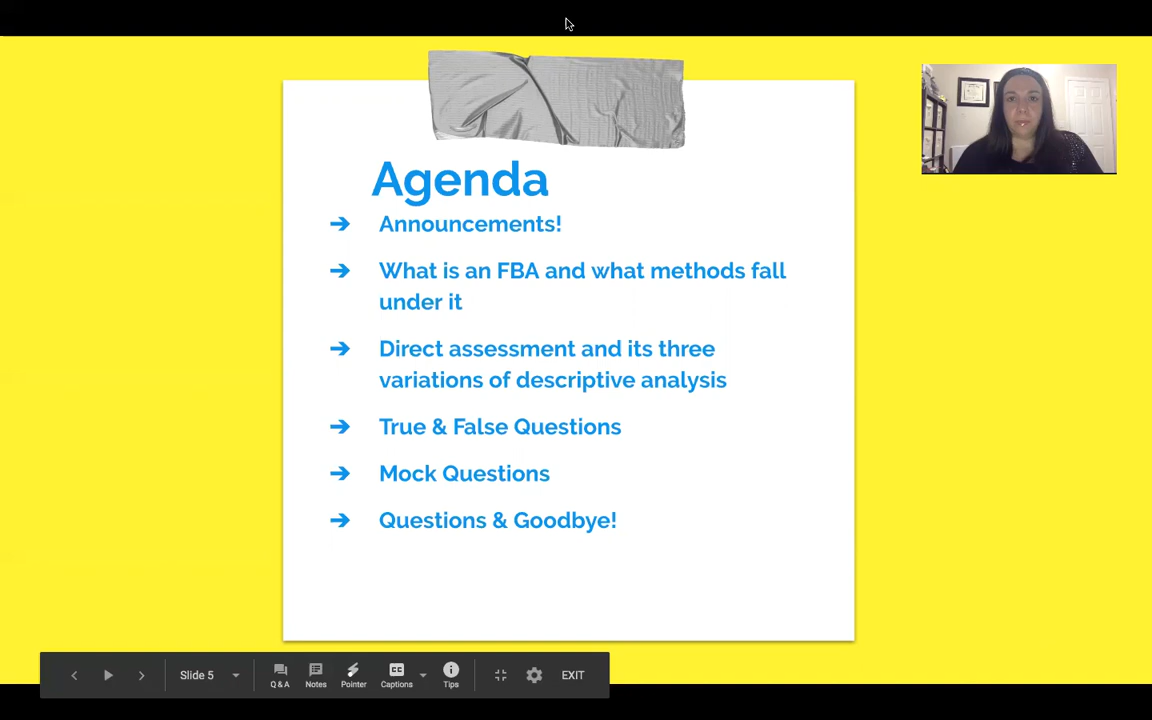 Agenda
➔ Announcements!
➔ What is an FBA and what methods fall
under it
➔ Direct assessment and its three
variations of descriptive analysis
➔ True & False Questions
➔ Mock Questions
➔ Questions & Goodbye!
Slide 5
Q & A
Notes
Pointer
CC
Captions
Tips
EXIT